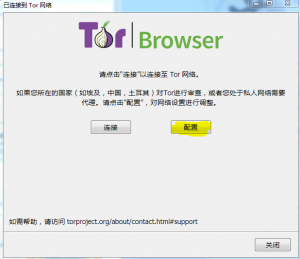 已连接到 Tor 网络
Tor Browser
请点击“连接”以连接至 Tor 网络。
如果您所在的国家（如埃及，中国，土耳其）对Tor进行审查，或者您处于私人网络需要
代理。请点击“配置”，对网络设置进行调整。
连接 配置
如需帮助，请访问 torproject.org/about/contact.html#support
关闭